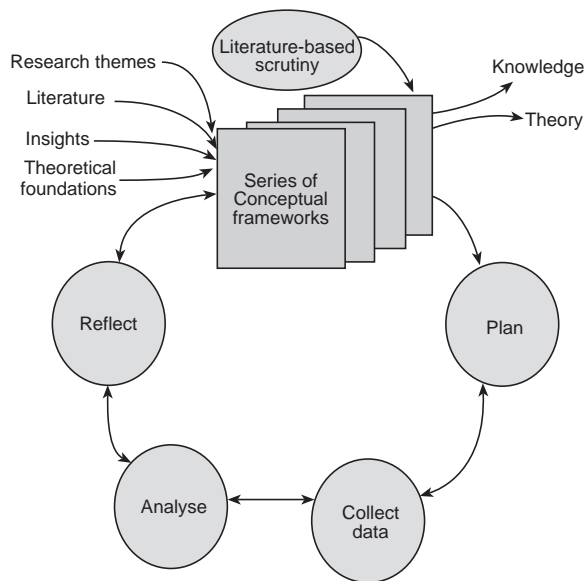 Literature-based
scrutiny
Research themes
Literature
Insights
Theoretical
foundations
Knowledge
Theory
Series of
Conceptual
frameworks
Reflect
Plan
Analyse
Collect
data